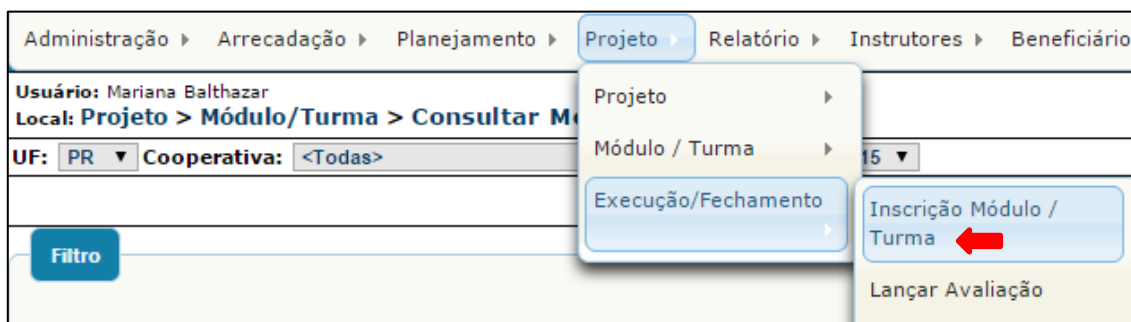 Administração Arrecadação Planejamento Projeto Relatório Instrutores Beneficiário
Usuário: Mariana Balthazar
Local: Projeto > Módulo/Turma > Consultar
UF: PR Cooperativa: <Todas>
Filtro
Projeto
Módulo / Turma
Execução/Fechamento
Inscrição Módulo /
Turma
Lançar Avaliação